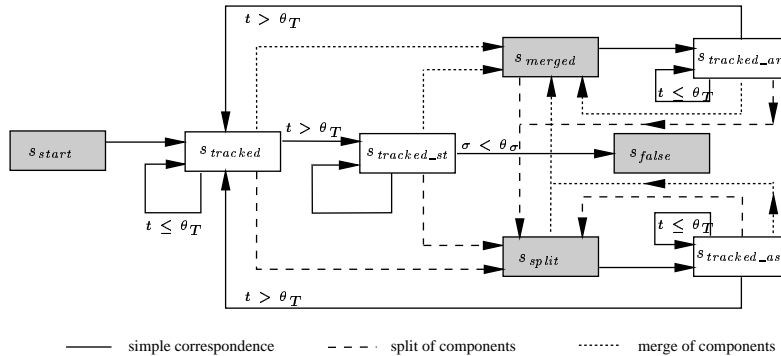 t > θ_T
s_merged
s_tracked_am
t ≤ θ_T
s_start
s_tracked
t > θ_T
s_tracked_st
σ < θ_σ
s_false
t ≤ θ_T
t ≤ θ_T
s_split
s_tracked_as
t > θ_T
simple correspondence
split of components
merge of components